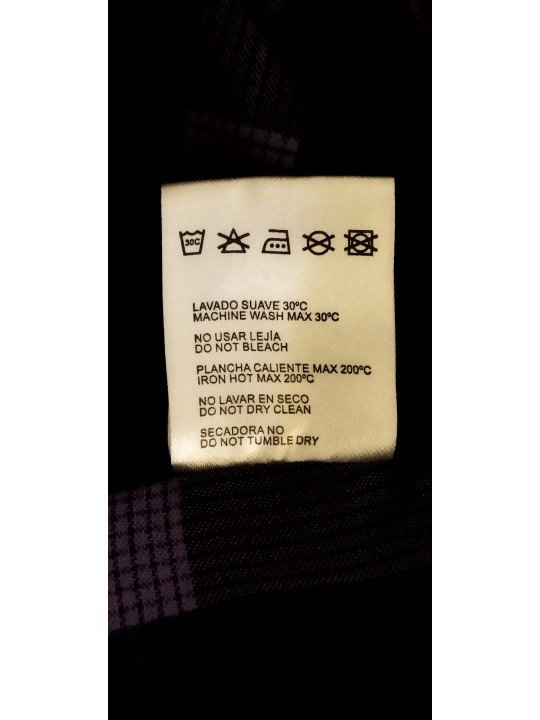 30C
LAVADO SUAVE 30ºC
MACHINE WASH MAX 30ºC
NO USAR LEJÍA
DO NOT BLEACH
PLANCHA CALIENTE MAX 200ºC
IRON HOT MAX 200ºC
NO LAVAR EN SECO
DO NOT DRY CLEAN
SECADORA NO
DO NOT TUMBLE DRY